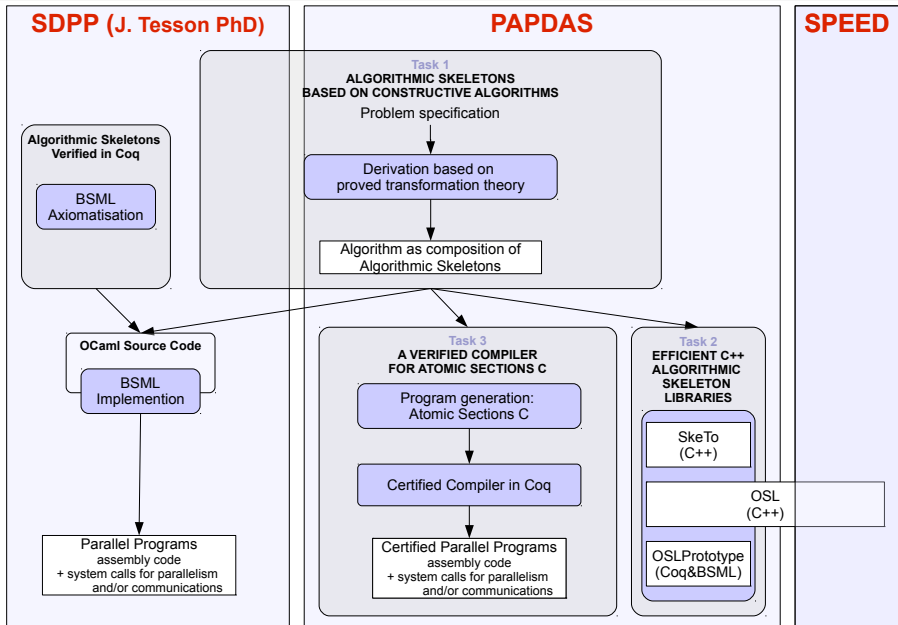 SDPP (J. Tesson PhD)
PAPDAS
SPEED
Task 1
ALGORITHMIC SKELETONS
BASED ON CONSTRUCTIVE ALGORITHMS
Problem specification
Derivation based on
proved transformation theory
Algorithm as composition of
Algorithmic Skeletons
Algorithmic Skeletons
Verified in Coq
BSML
Axiomatisation
OCaml Source Code
BSML
Implemention
Parallel Programs
assembly code
+ system calls for parallelism
and/or communications
Task 3
A VERIFIED COMPILER
FOR ATOMIC SECTIONS C
Program generation:
Atomic Sections C
Certified Compiler in Coq
Certified Parallel Programs
assembly code
+ system calls for parallelism
and/or communications
Task 2
EFFICIENT C++
ALGORITHMIC
SKELETON
LIBRARIES
SkeTo
(C++)
OSL
(C++)
OSLPrototype
(Coq&BSML)